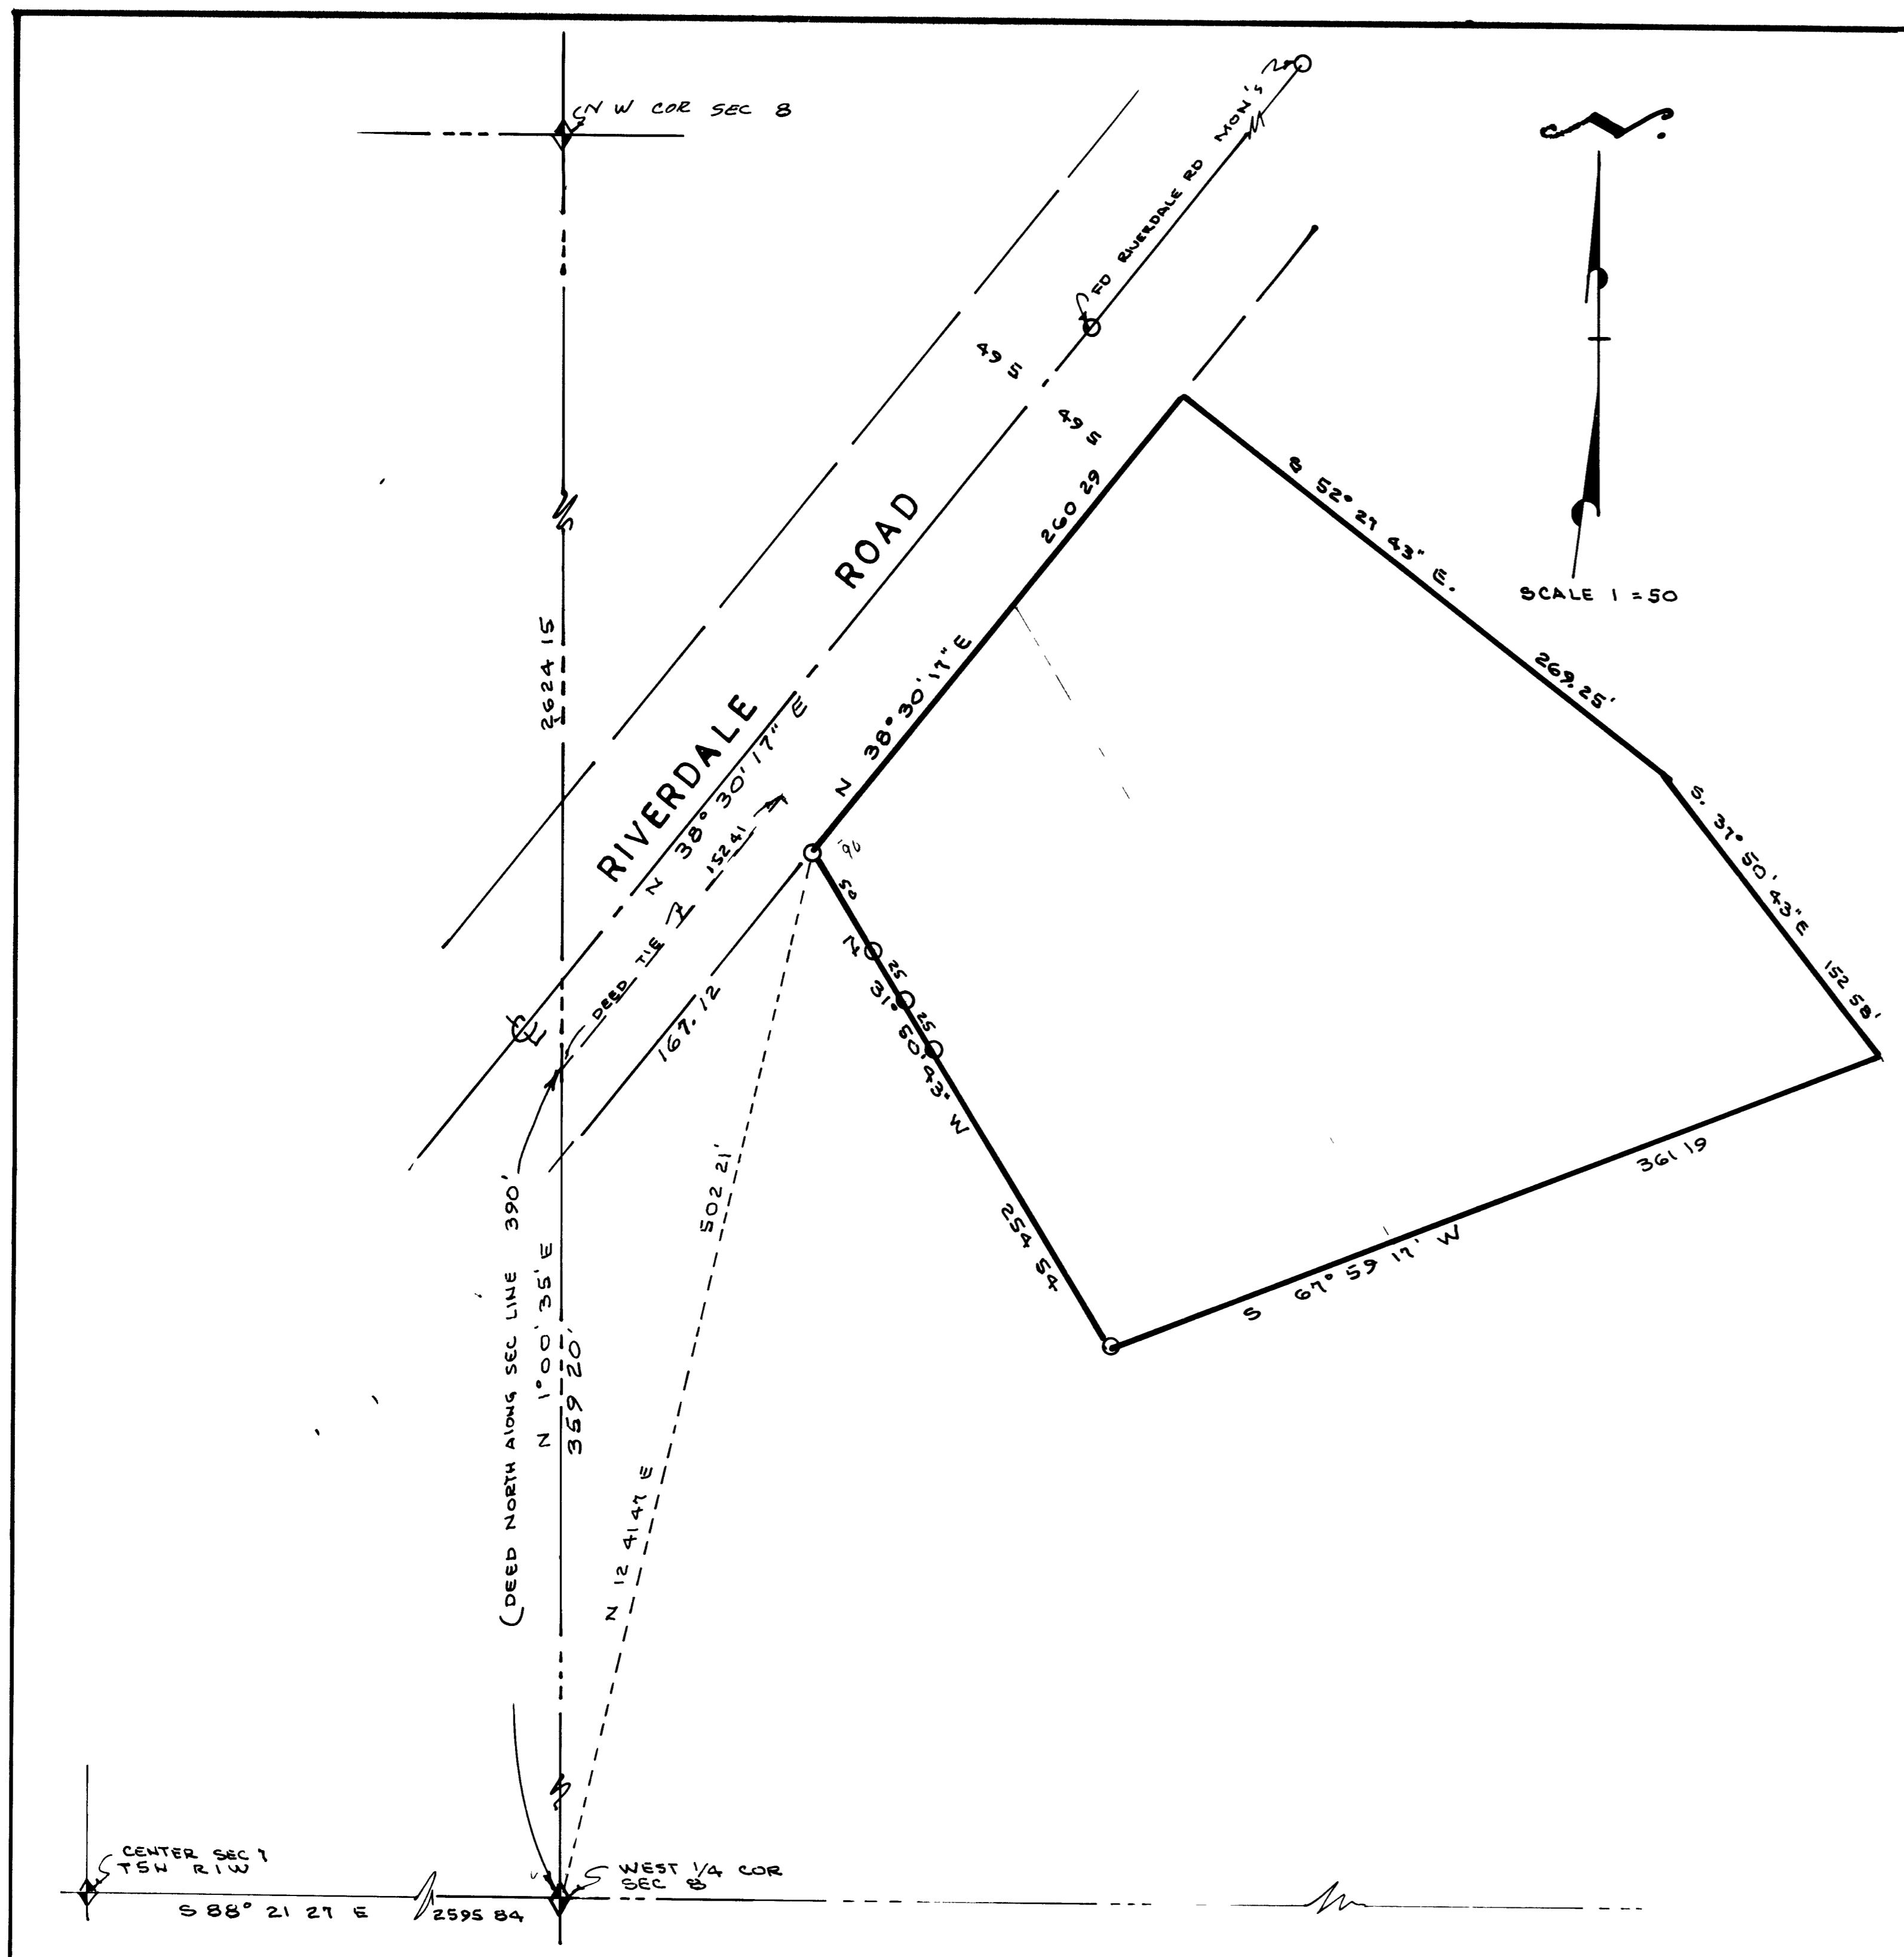 N W COR SEC 8
FD RIVERDALE RD MON'S
SCALE 1 = 50
49 5
49 5
260 29
N 38° 30' 17" E
S 52° 27 43" E.
269.25'
S. 37° 50' 43" E
152 58'
2624 15
RIVERDALE ROAD
N 38° 30' 17" E
DEED TIE
152 41
167.12
50
25
25
N 31° 50' 43" W
254 54
361 19
S 67° 59 17' W
502 21'
N 12 41 47 E
(DEED NORTH ALONG SEC LINE 390'
N 1° 00' 35' E
359 20'
CENTER SEC 7
T5N R1W
WEST 1/4 COR
SEC 8
S 88° 21 27 E
2595 84